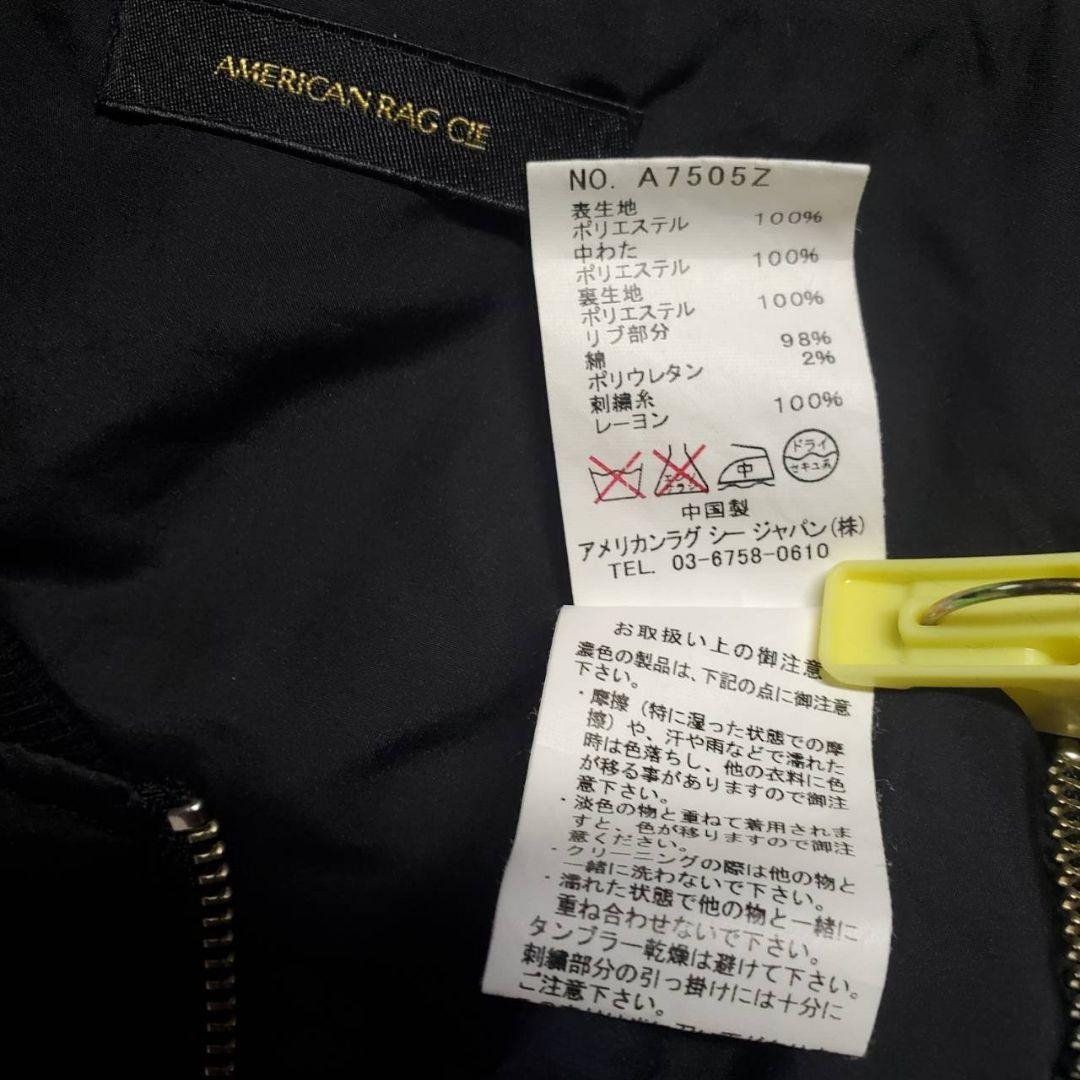 AMERICAN RAG CIE
NO. A7505Z
表生地
ポリエステル 100%
中わた
ポリエステル 100%
裏生地
ポリエステル 100%
リブ部分
綿 98%
ポリウレタン 2%
刺繍糸
レーヨン 100%
エンソ サラシ 中 ドライ セキユ系
中国製
アメリカンラグ シー ジャパン(株)
TEL. 03-6758-0610
お取扱い上の御注意
濃色の製品は、下記の点に御注意
下さい。
・摩擦(特に湿った状態での摩
擦)や、汗や雨などで濡れた
時は色落ちし、他の衣料に色
が移る事がありますので御注
意下さい。
・淡色の物と重ねて着用されま
すと、色が移りますので御注
意ください。
・クリーニングの際は他の物と
一緒に洗わないで下さい。
・濡れた状態で他の物と一緒に
重ね合わせないで下さい。
タンブラー乾燥は避けて下さい。
刺繍部分の引っ掛けには十分に
ご注意下さい。